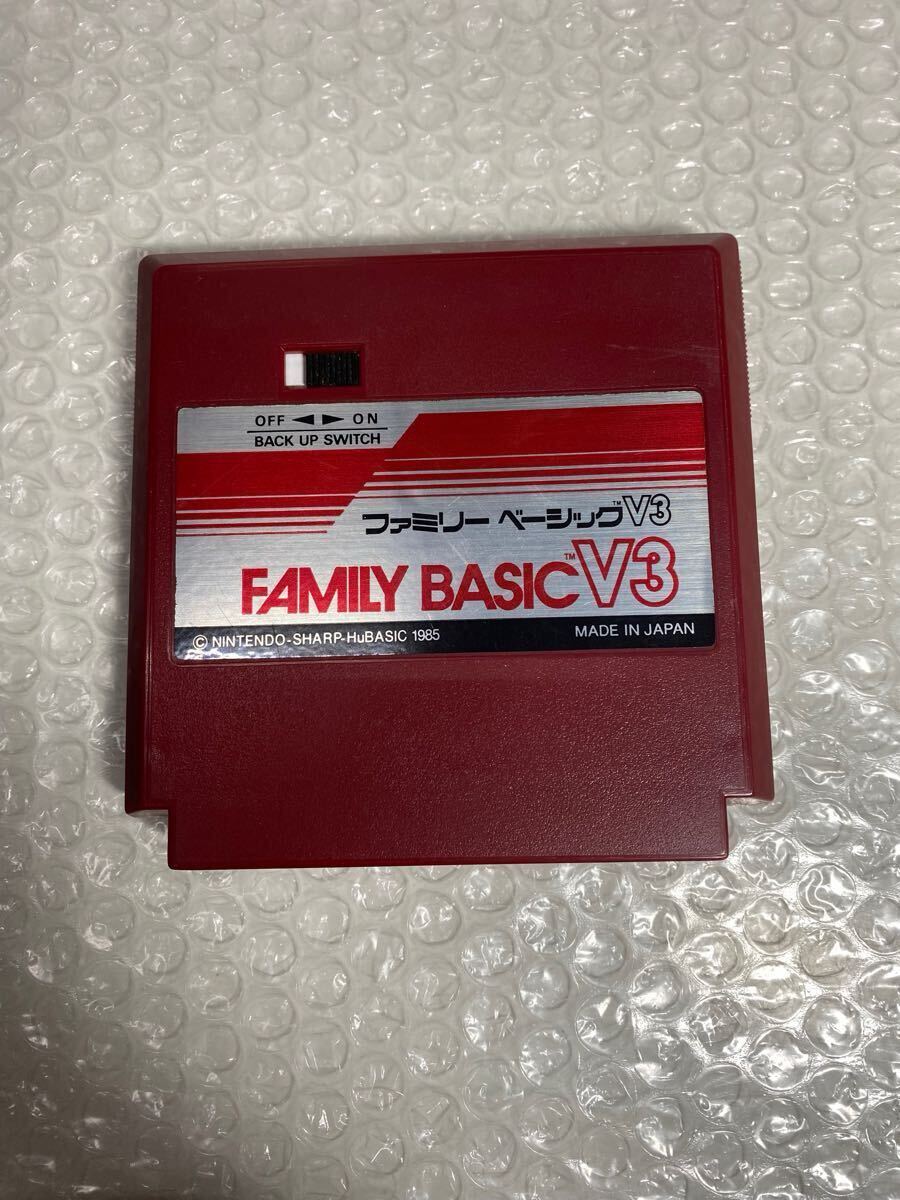 OFF ◀ ▶ ON
BACK UP SWITCH
ファミリー ベーシック™V3
FAMILY BASIC™V3
© NINTENDO-SHARP-HuBASIC 1985
MADE IN JAPAN